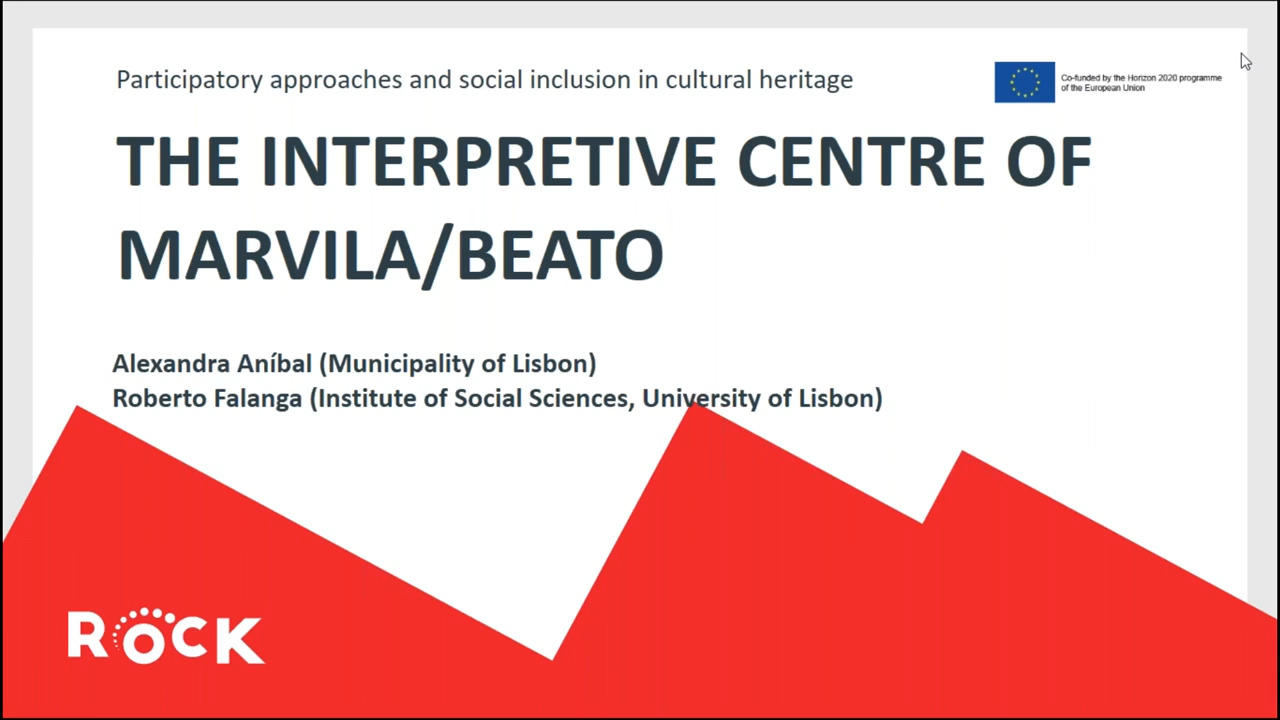 Participatory approaches and social inclusion in cultural heritage
Co-funded by the Horizon 2020 programme
of the European Union
THE INTERPRETIVE CENTRE OF
MARVILA/BEATO
Alexandra Aníbal (Municipality of Lisbon)
Roberto Falanga (Institute of Social Sciences, University of Lisbon)
ROCK